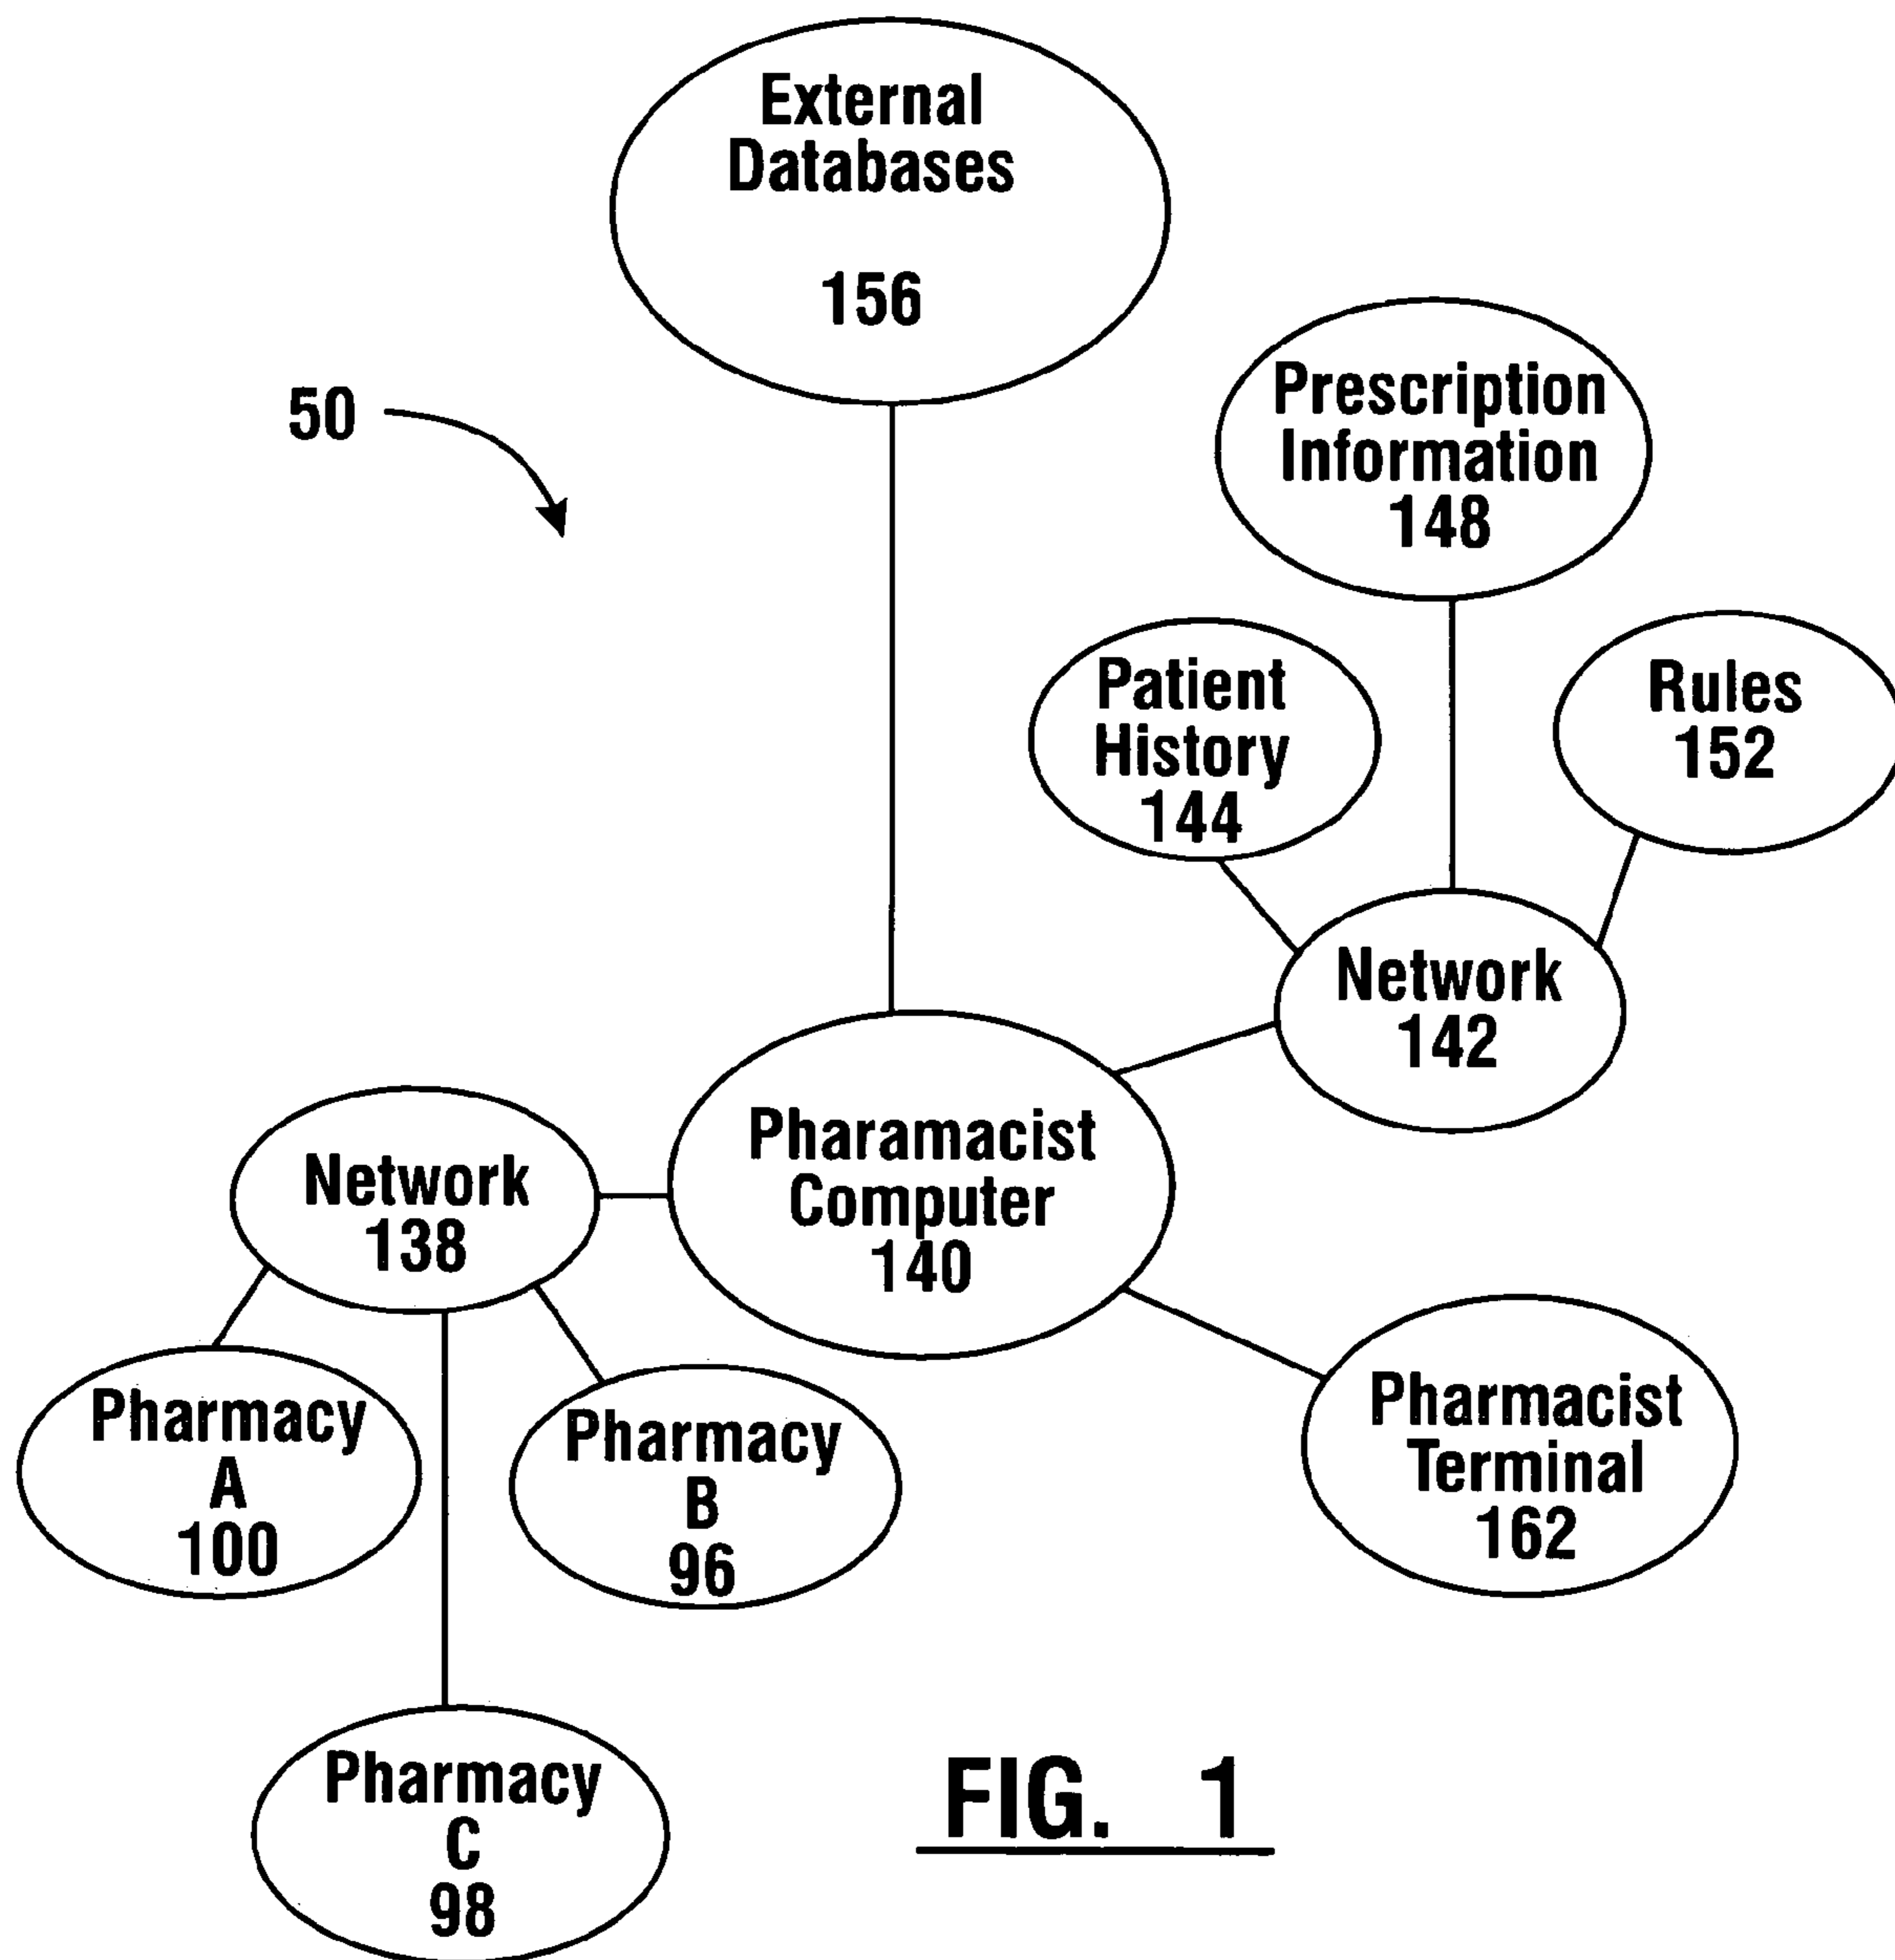 External
Databases
156
50
Prescription
Information
148
Patient
History
144
Rules
152
Network
142
Pharamacist
Computer
140
Network
138
Pharmacy
A
100
Pharmacy
B
96
Pharmacist
Terminal
162
Pharmacy
C
98
FIG. 1